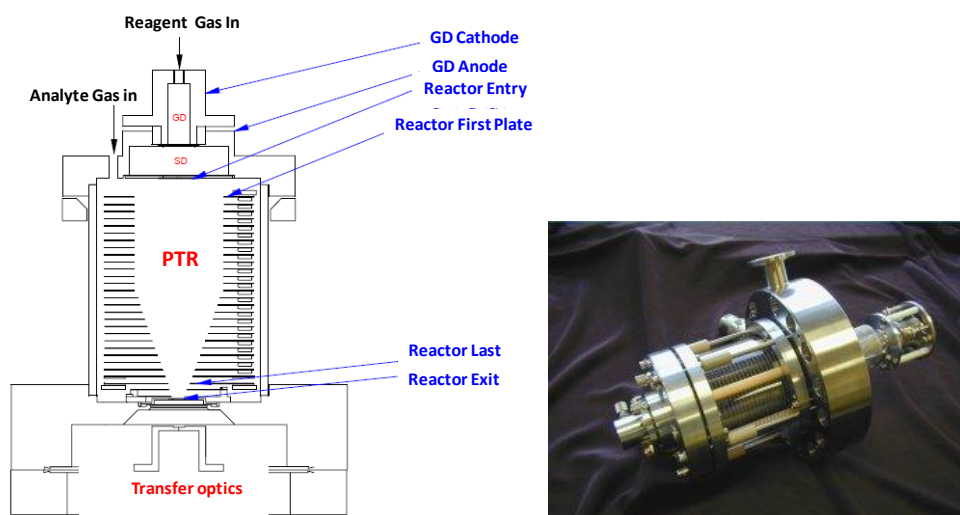 Reagent Gas In
GD Cathode
GD Anode
Analyte Gas in
Reactor Entry
Reactor First Plate
GD
SD
PTR
Reactor Last
Reactor Exit
Transfer optics